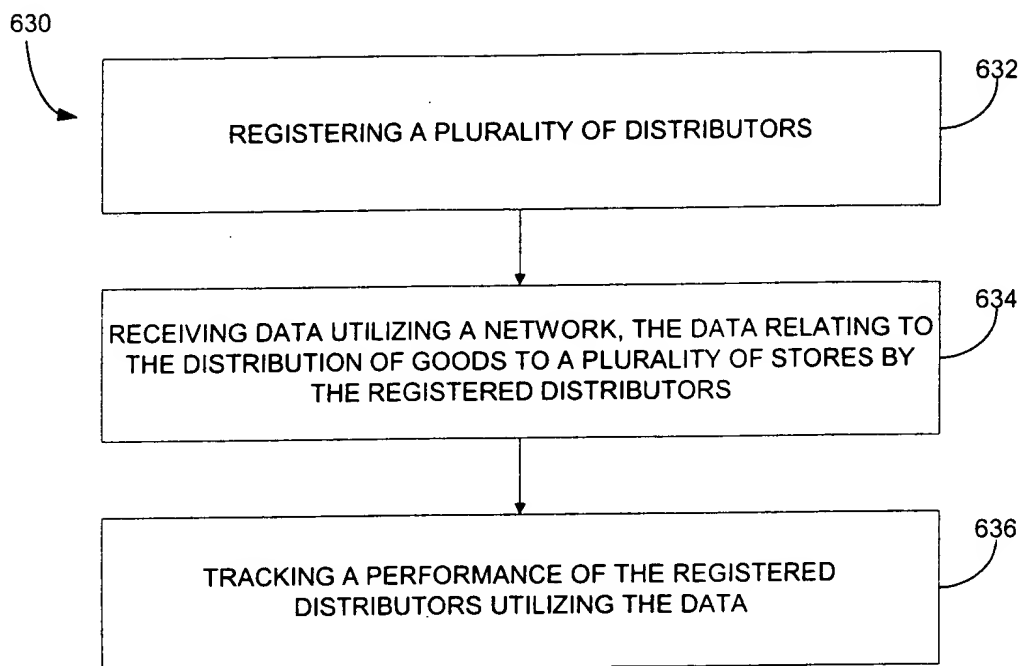 630
632
REGISTERING A PLURALITY OF DISTRIBUTORS
634
RECEIVING DATA UTILIZING A NETWORK, THE DATA RELATING TO
THE DISTRIBUTION OF GOODS TO A PLURALITY OF STORES BY
THE REGISTERED DISTRIBUTORS
636
TRACKING A PERFORMANCE OF THE REGISTERED
DISTRIBUTORS UTILIZING THE DATA